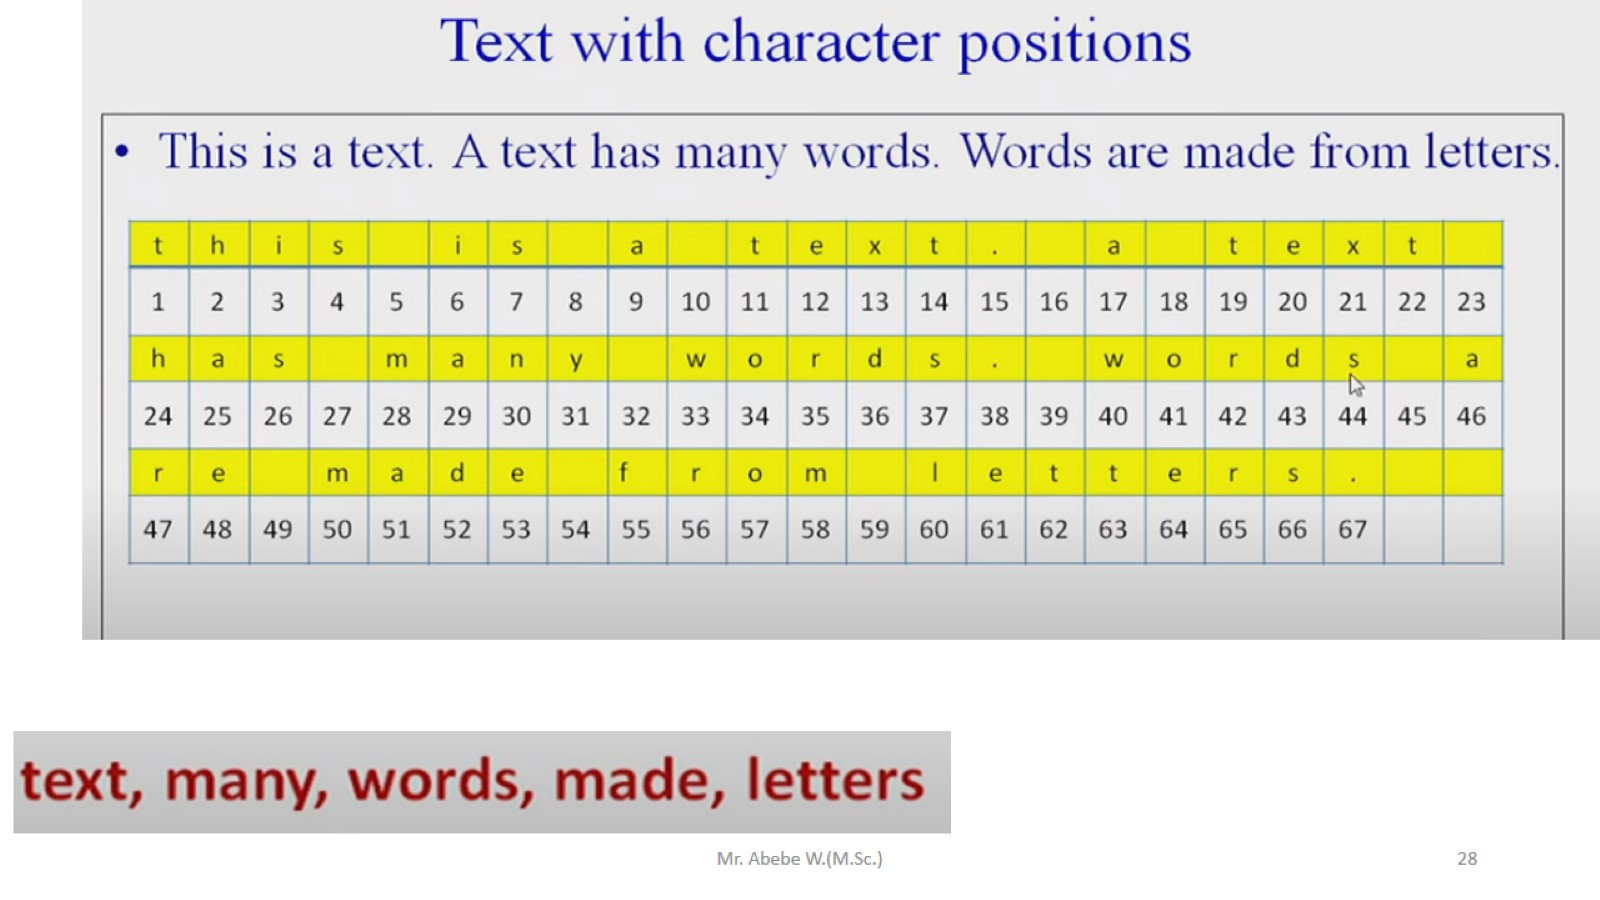 Text with character positions
• This is a text. A text has many words. Words are made from letters.
t h i s i s a t e x t . a t e x t
1 2 3 4 5 6 7 8 9 10 11 12 13 14 15 16 17 18 19 20 21 22 23
h a s m a n y w o r d s . w o r d s a
24 25 26 27 28 29 30 31 32 33 34 35 36 37 38 39 40 41 42 43 44 45 46
r e m a d e f r o m l e t t e r s .
47 48 49 50 51 52 53 54 55 56 57 58 59 60 61 62 63 64 65 66 67
text, many, words, made, letters
Mr. Abebe W.(M.Sc.) 28